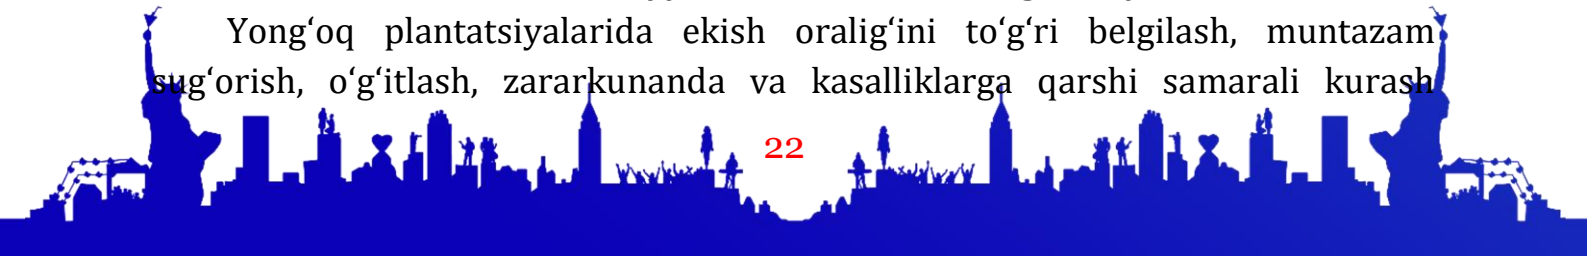 Yong‘oq plantatsiyalarida ekish oralig‘ini to‘g‘ri belgilash, muntazam
sug‘orish, o‘g‘itlash, zararkunanda va kasalliklarga qarshi samarali kurash
22